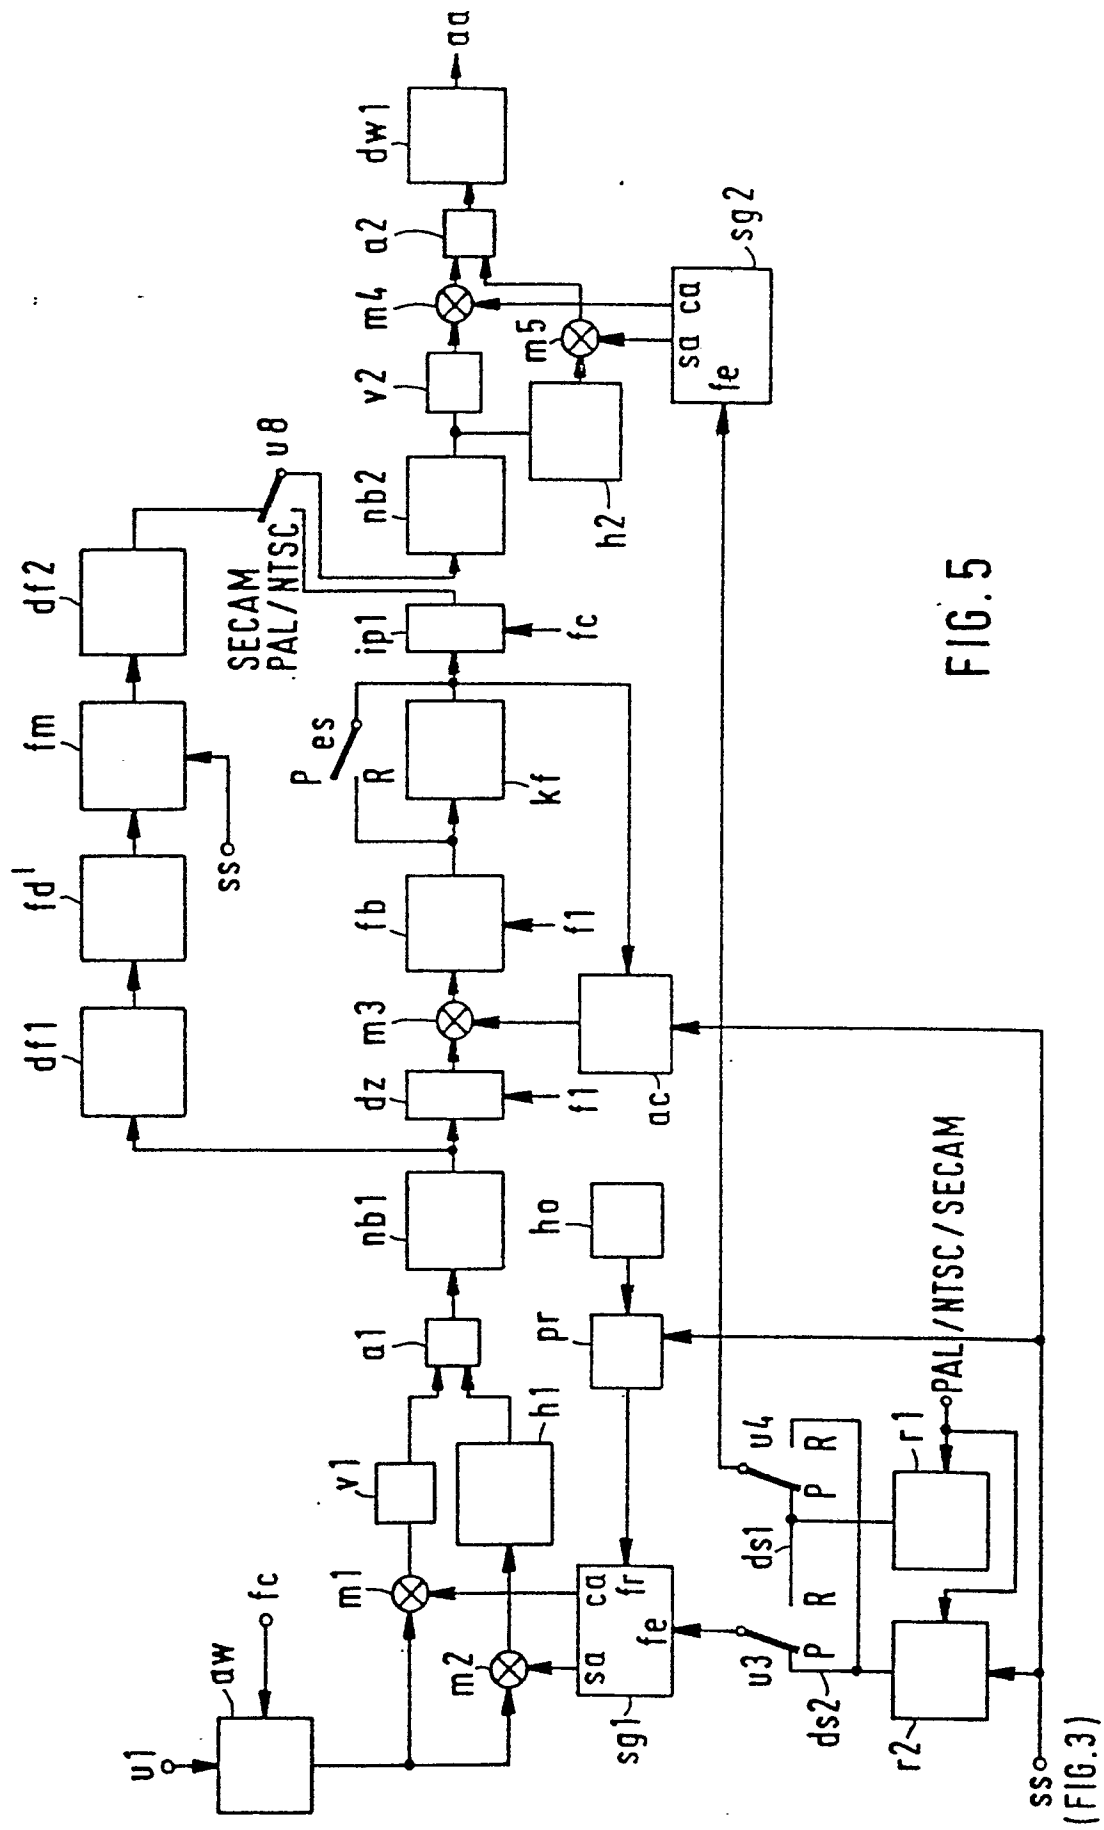 df1
fd'
fm
df2
ss
SECAM
PAL/NTSC
u8
u1
aw
fc
m1
v1
a1
nb1
dz
f1
m3
fb
f1
P
es
R
kf
ip1
fc
nb2
v2
m4
a2
dw1
aa
m2
h1
h2
m5
sa
ca
fe
sg1
fr
pr
ho
ac
sa
ca
fe
sg2
u3
P
R
ds1
ds2
u4
P
R
r2
r1
PAL/NTSC/SECAM
ss
(FIG.3)
FIG.5